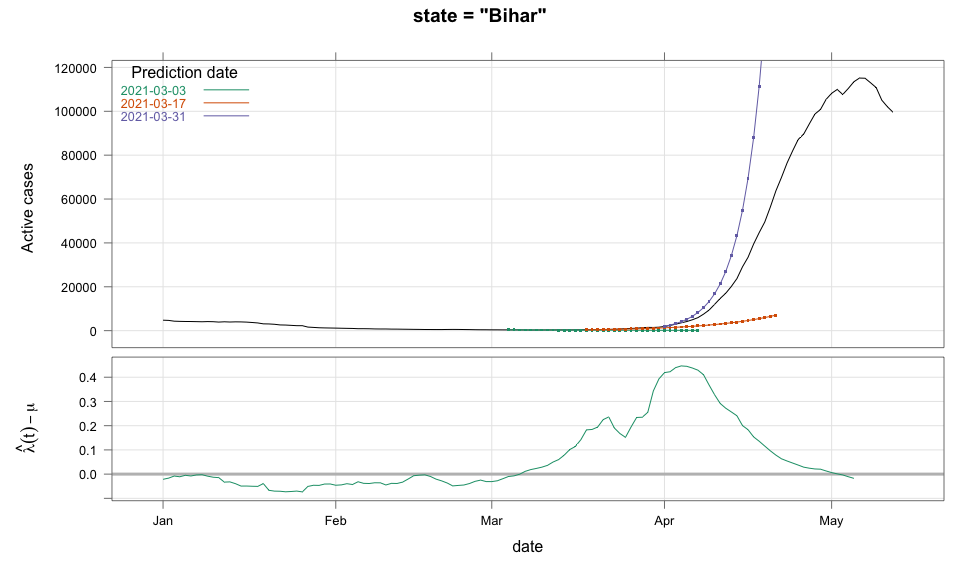 state = "Bihar"
Prediction date
2021-03-03
2021-03-17
2021-03-31
Active cases
120000
100000
80000
60000
40000
20000
0
λ̂(t) − μ
0.4
0.3
0.2
0.1
0.0
Jan Feb Mar Apr May
date